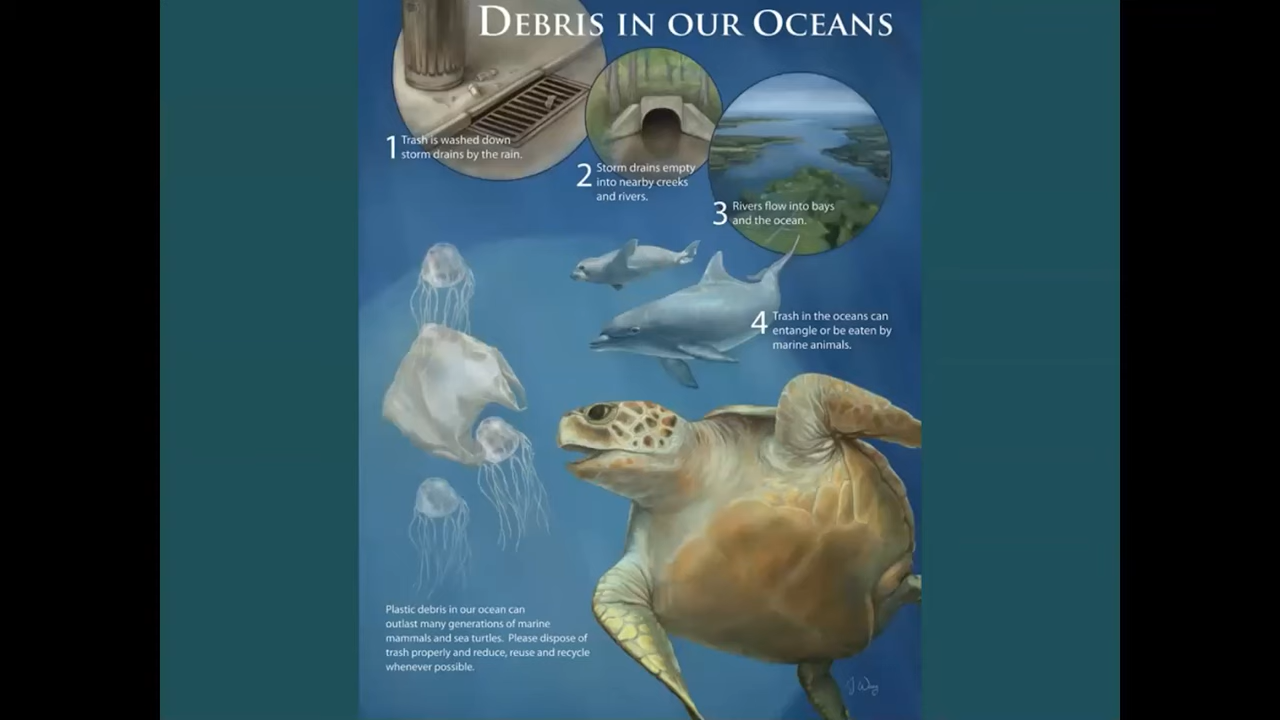 DEBRIS IN OUR OCEANS
1 Trash is washed down
storm drains by the rain.
2 Storm drains empty
into nearby creeks
and rivers.
3 Rivers flow into bays
and the ocean.
4 Trash in the oceans can
entangle or be eaten by
marine animals.
Plastic debris in our ocean can
outlast many generations of marine
mammals and sea turtles. Please dispose of
trash properly and reduce, reuse and recycle
whenever possible.